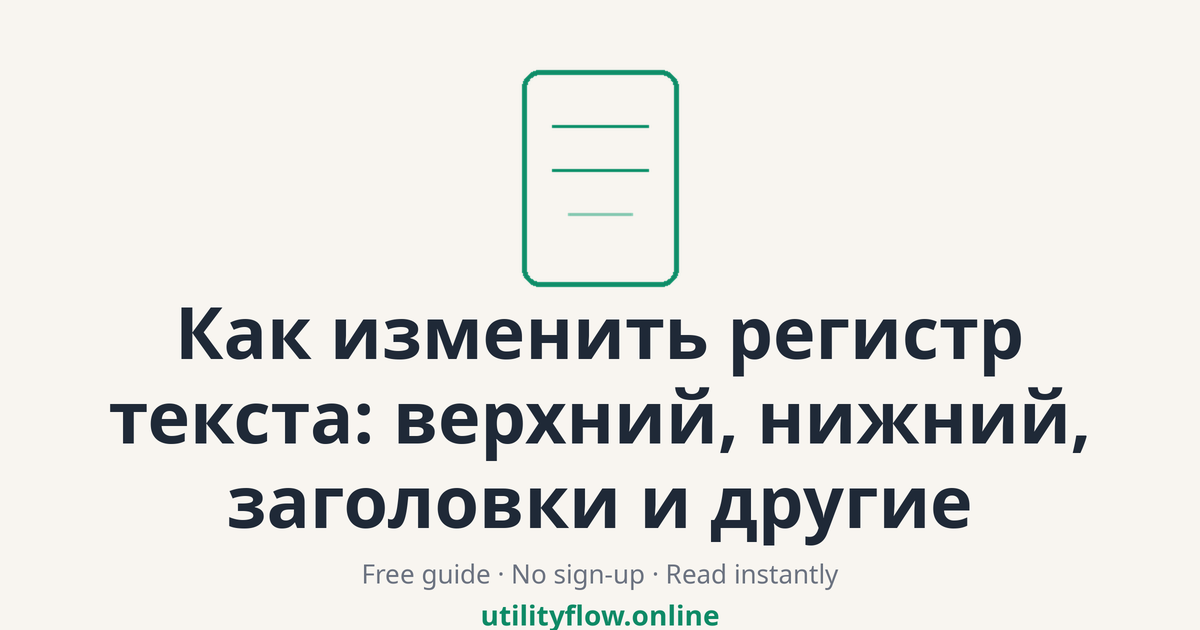 Как изменить регистр
текста: верхний, нижний,
заголовки и другие
Free guide · No sign-up · Read instantly
utilityflow.online